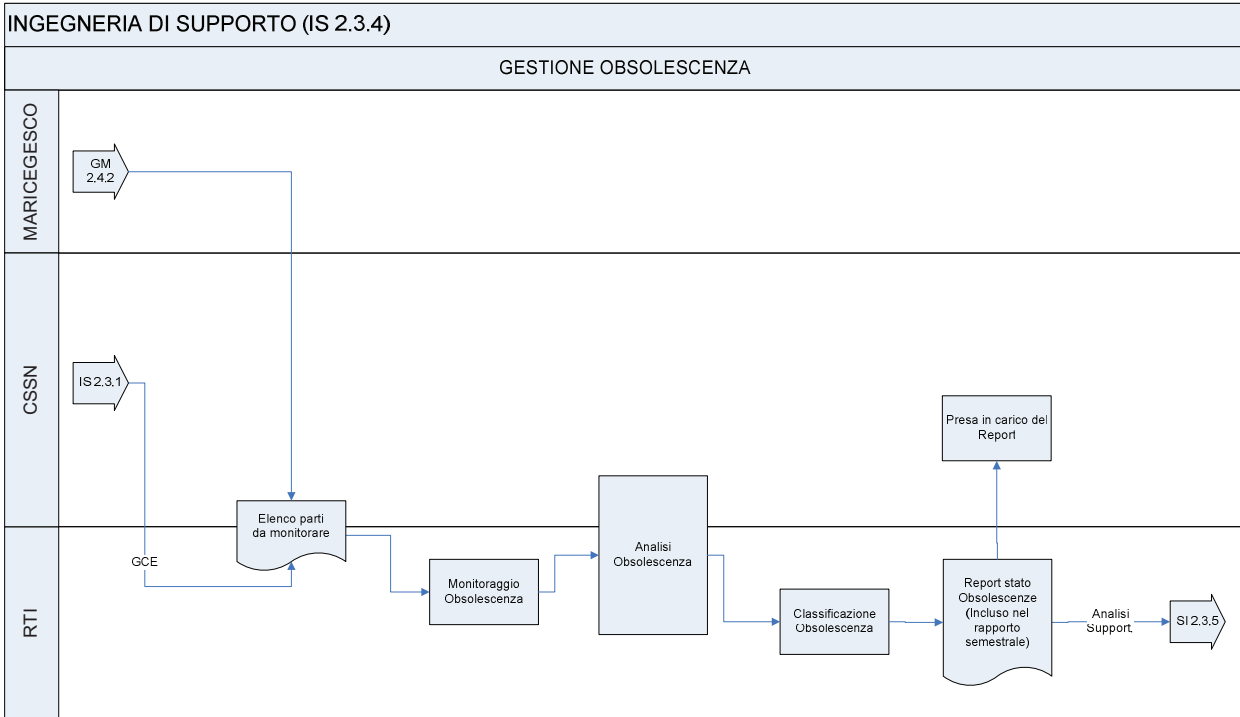 INGEGNERIA DI SUPPORTO (IS 2.3.4)
GESTIONE OBSOLESCENZA
MARICEGESCO
GM
2.4.2
CSSN
IS 2.3.1
Presa in carico del
Report
Elenco parti
da monitorare
RTI
GCE
Monitoraggio
Obsolescenza
Analisi
Obsolescenza
Classificazione
Obsolescenza
Report stato
Obsolescenze
(Incluso nel
rapporto
semestrale)
Analisi
Support.
SI 2.3.5